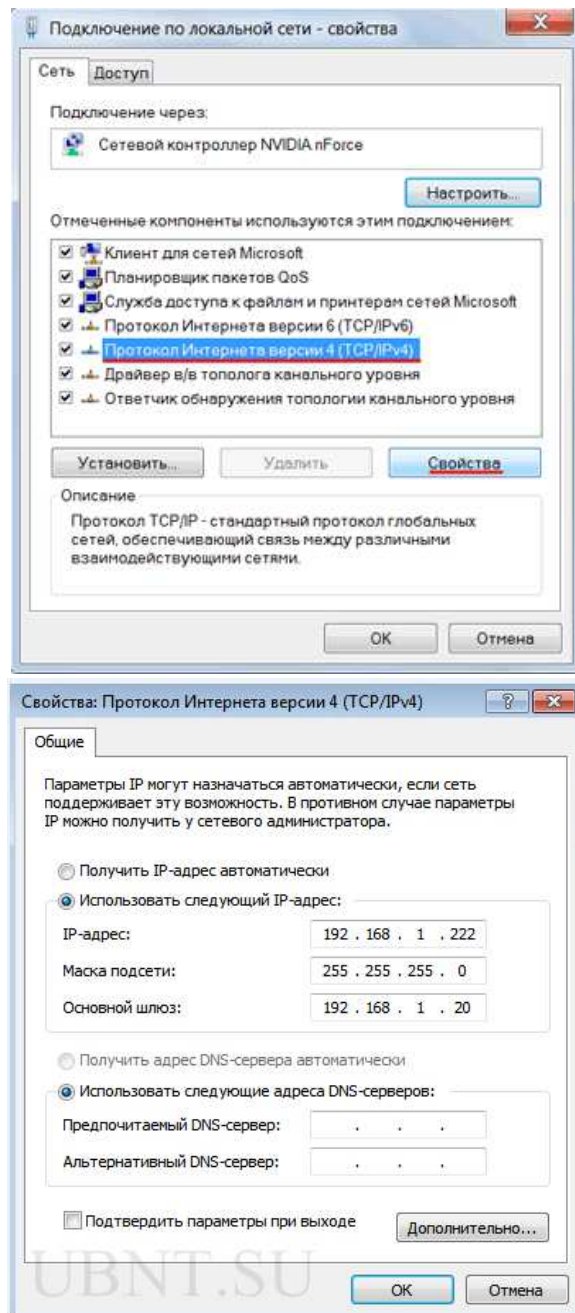 Подключение по локальной сети - свойства
Сеть Доступ
Подключение через:
Сетевой контроллер NVIDIA nForce
Настроить...
Отмеченные компоненты используются этим подключением:
Клиент для сетей Microsoft
Планировщик пакетов QoS
Служба доступа к файлам и принтерам сетей Microsoft
Протокол Интернета версии 6 (TCP/IPv6)
Протокол Интернета версии 4 (TCP/IPv4)
Драйвер в/в тополога канального уровня
Ответчик обнаружения топологии канального уровня
Установить... Удалить Свойства
Описание
Протокол TCP/IP - стандартный протокол глобальных
сетей, обеспечивающий связь между различными
взаимодействующими сетями.
OK Отмена
Свойства: Протокол Интернета версии 4 (TCP/IPv4)
Общие
Параметры IP могут назначаться автоматически, если сеть
поддерживает эту возможность. В противном случае параметры
IP можно получить у сетевого администратора.
Получить IP-адрес автоматически
Использовать следующий IP-адрес:
IP-адрес: 192 . 168 . 1 . 222
Маска подсети: 255 . 255 . 255 . 0
Основной шлюз: 192 . 168 . 1 . 20
Получить адрес DNS-сервера автоматически
Использовать следующие адреса DNS-серверов:
Предпочитаемый DNS-сервер: . . .
Альтернативный DNS-сервер: . . .
Подтвердить параметры при выходе Дополнительно...
UBNT.SU
OK Отмена